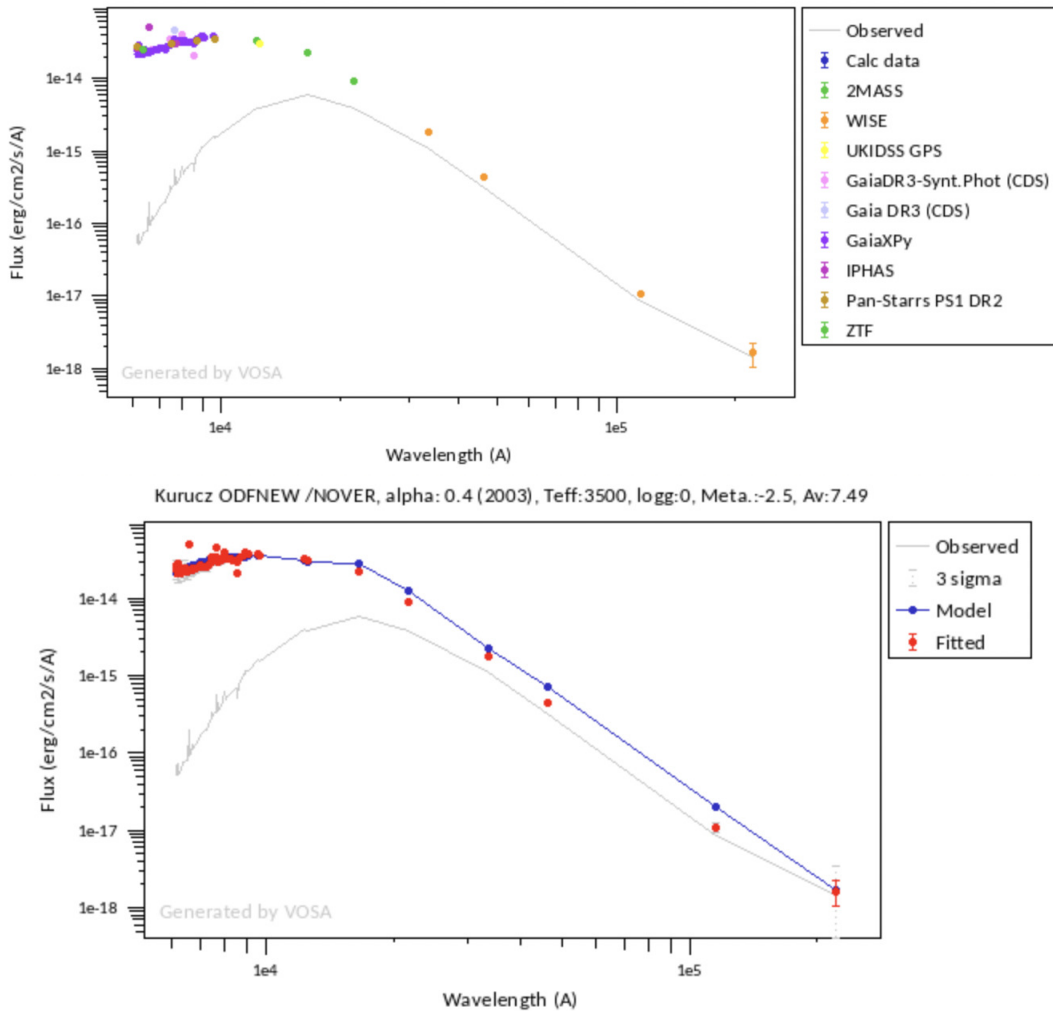 Observed
Calc data
2MASS
WISE
UKIDSS GPS
GaiaDR3-Synt.Phot (CDS)
Gaia DR3 (CDS)
GaiaXPy
IPHAS
Pan-Starrs PS1 DR2
ZTF
Flux (erg/cm2/s/A)
1e-14
1e-15
1e-16
1e-17
1e-18
Generated by VOSA
1e4
1e5
Wavelength (A)
Kurucz ODFNEW /NOVER, alpha: 0.4 (2003), Teff:3500, logg:0, Meta.:-2.5, Av:7.49
Observed
3 sigma
Model
Fitted
Flux (erg/cm2/s/A)
1e-14
1e-15
1e-16
1e-17
1e-18
Generated by VOSA
1e4
1e5
Wavelength (A)